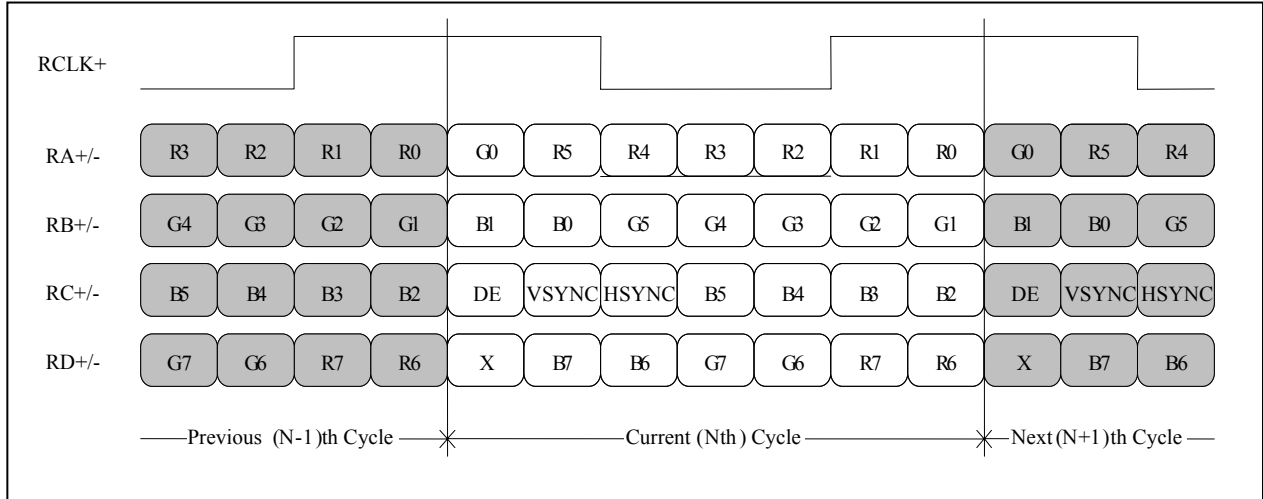 RCLK+
RA+/- R3 R2 R1 R0 G0 R5 R4 R3 R2 R1 R0 G0 R5 R4
RB+/- G4 G3 G2 G1 B1 B0 G5 G4 G3 G2 G1 B1 B0 G5
RC+/- B5 B4 B3 B2 DE VSYNC HSYNC B5 B4 B3 B2 DE VSYNC HSYNC
RD+/- G7 G6 R7 R6 X B7 B6 G7 G6 R7 R6 X B7 B6
Previous (N-1)th Cycle Current (Nth) Cycle Next (N+1)th Cycle